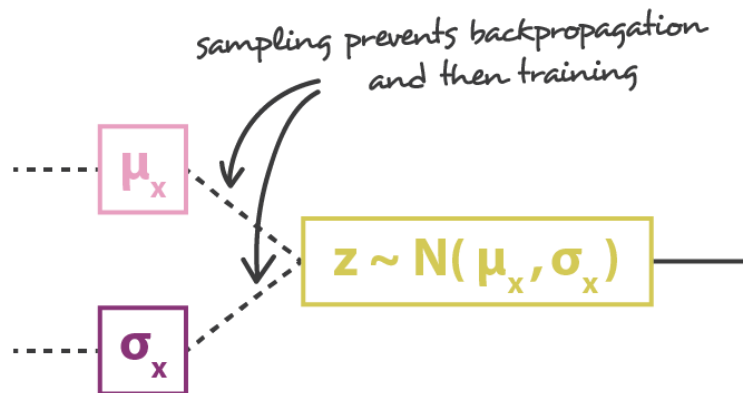 sampling prevents backpropagation
and then training
μₓ
z ~ N( μₓ , σₓ )
σₓ